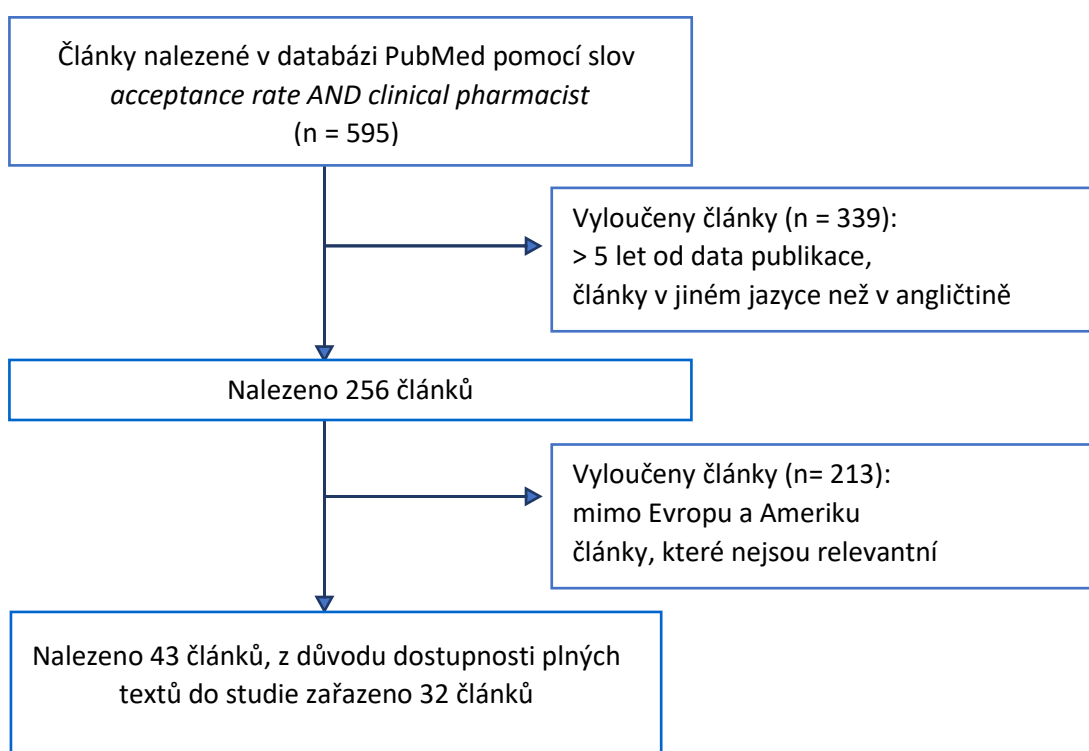 Články nalezené v databázi PubMed pomocí slov
acceptance rate AND clinical pharmacist
(n = 595)
Vyloučeny články (n = 339):
> 5 let od data publikace,
články v jiném jazyce než v angličtině
Nalezeno 256 článků
Vyloučeny články (n= 213):
mimo Evropu a Ameriku
články, které nejsou relevantní
Nalezeno 43 článků, z důvodu dostupnosti plných
textů do studie zařazeno 32 článků